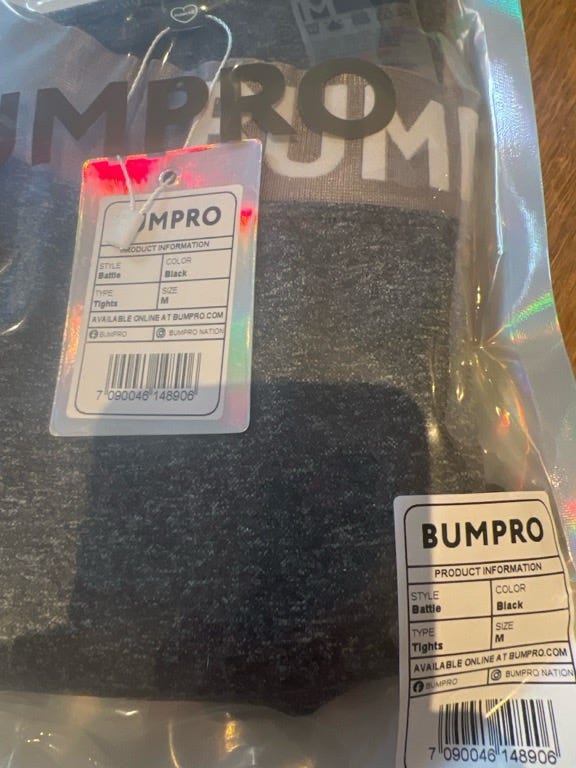 M
UMPRO
BUMP
UMPRO
PRODUCT INFORMATION
STYLE
Battle
COLOR
Black
TYPE
Tights
SIZE
M
AVAILABLE ONLINE AT BUMPRO.COM
BUMPRO
BUMPRO NATION
7 090046 148906
BUMPRO
PRODUCT INFORMATION
STYLE
Battle
COLOR
Black
TYPE
Tights
SIZE
M
AVAILABLE ONLINE AT BUMPRO.COM
BUMPRO
BUMPRO NATION
7 090046 148906